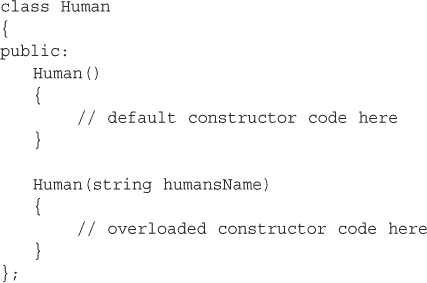 class Human
{
public:
Human()
{
// default constructor code here
}
Human(string humansName)
{
// overloaded constructor code here
}
};